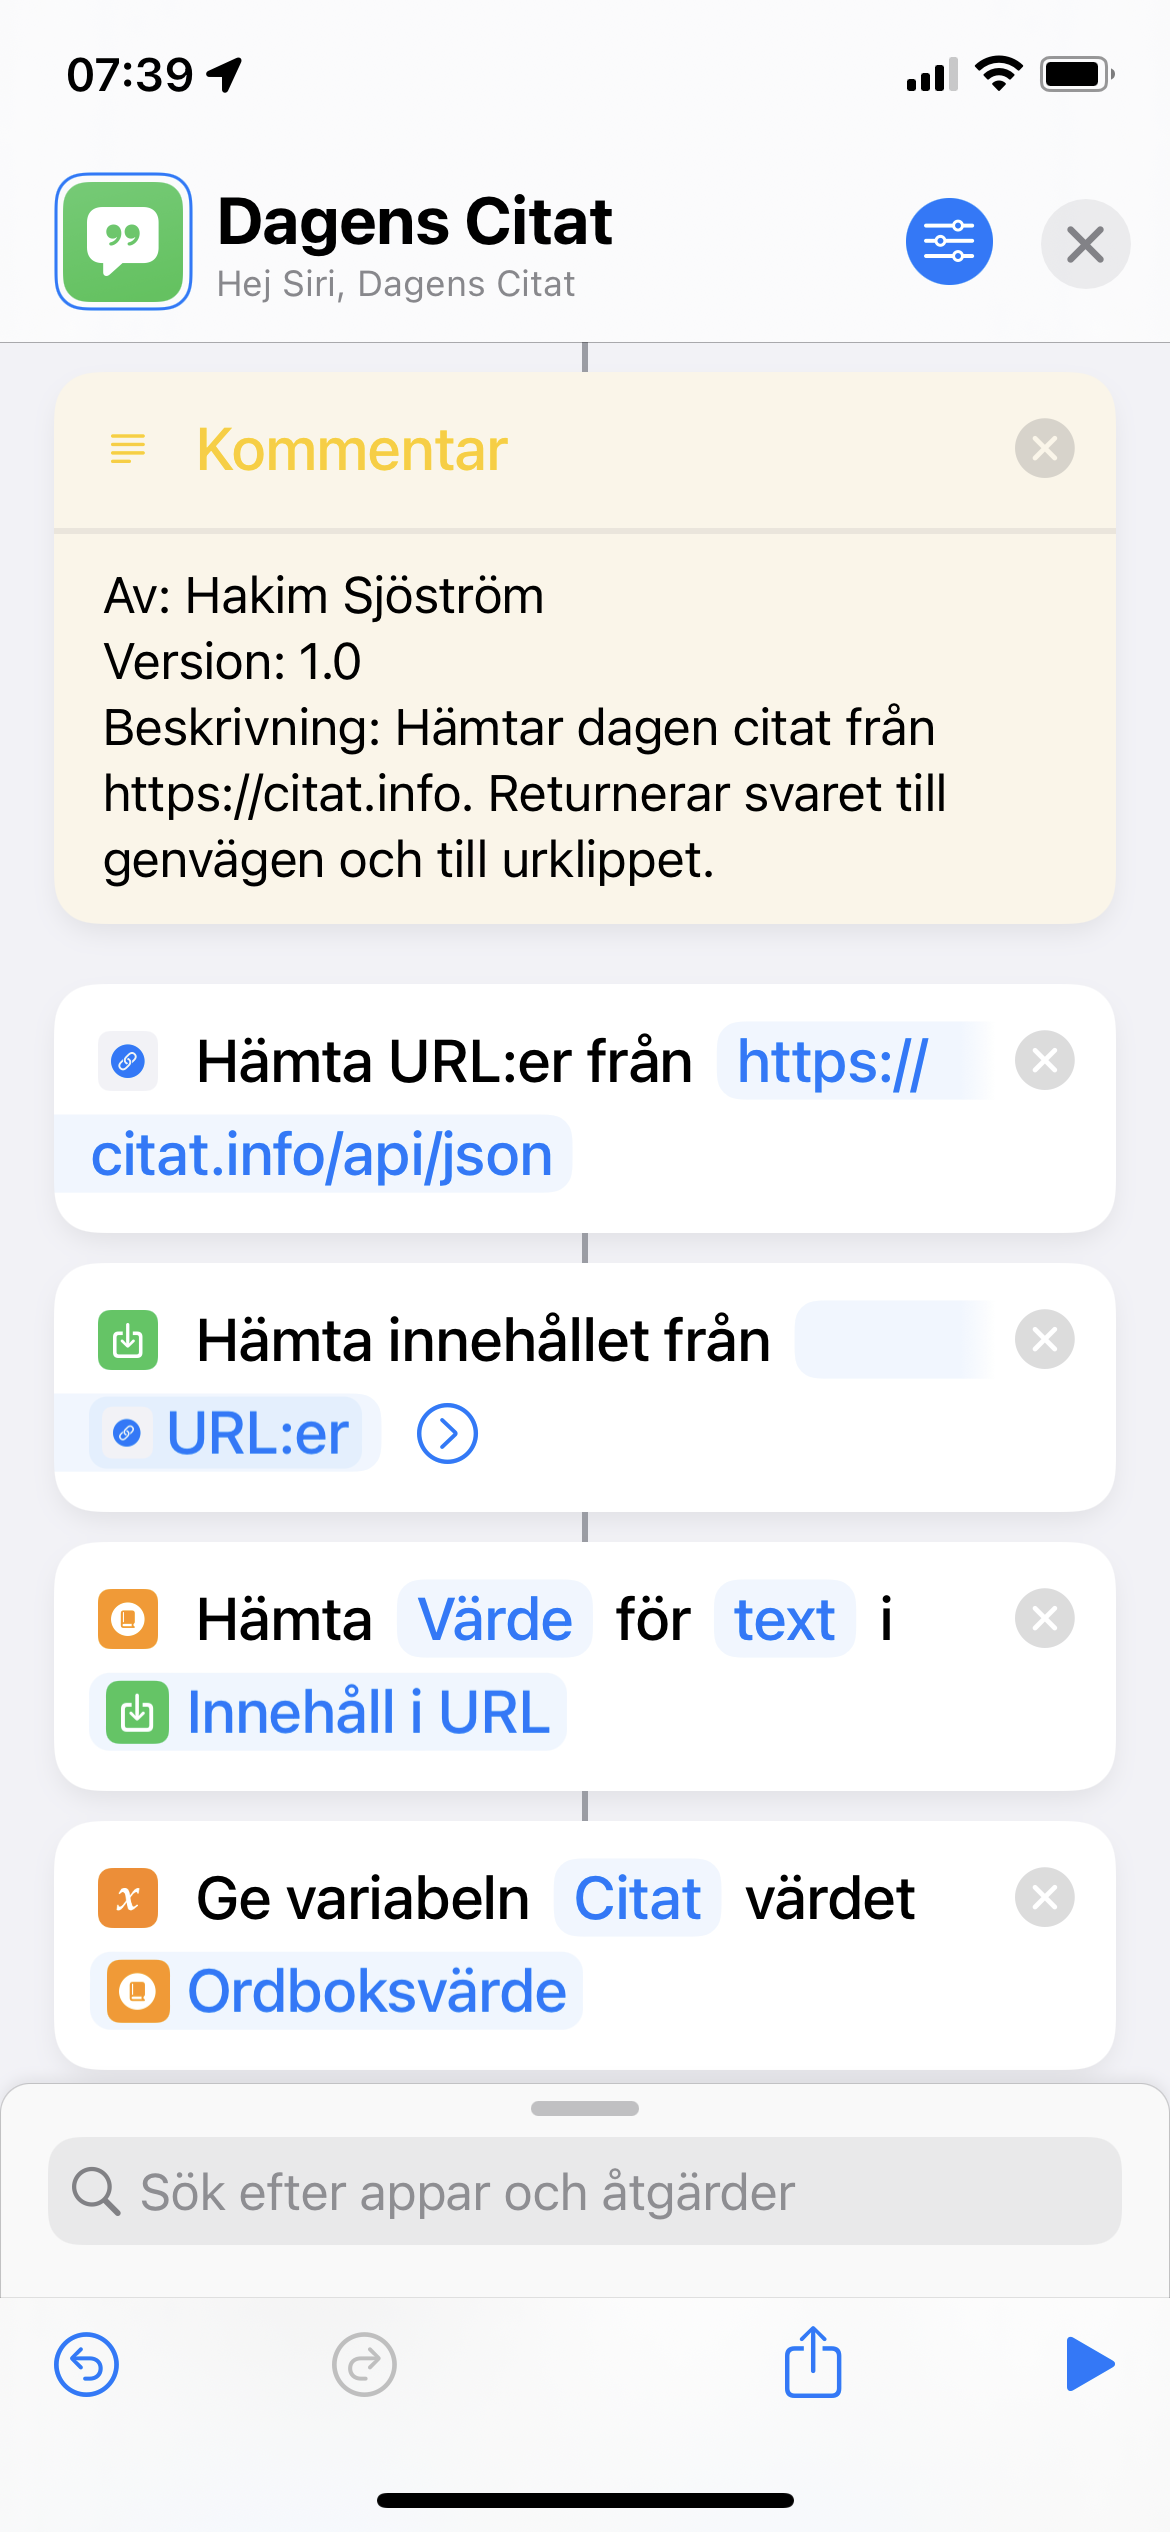 07:39
Dagens Citat
Hej Siri, Dagens Citat
Kommentar
Av: Hakim Sjöström
Version: 1.0
Beskrivning: Hämtar dagen citat från
https://citat.info. Returnerar svaret till
genvägen och till urklippet.
Hämta URL:er från https://
citat.info/api/json
Hämta innehållet från
URL:er
Hämta Värde för text i
Innehåll i URL
Ge variabeln Citat värdet
Ordboksvärde
Sök efter appar och åtgärder